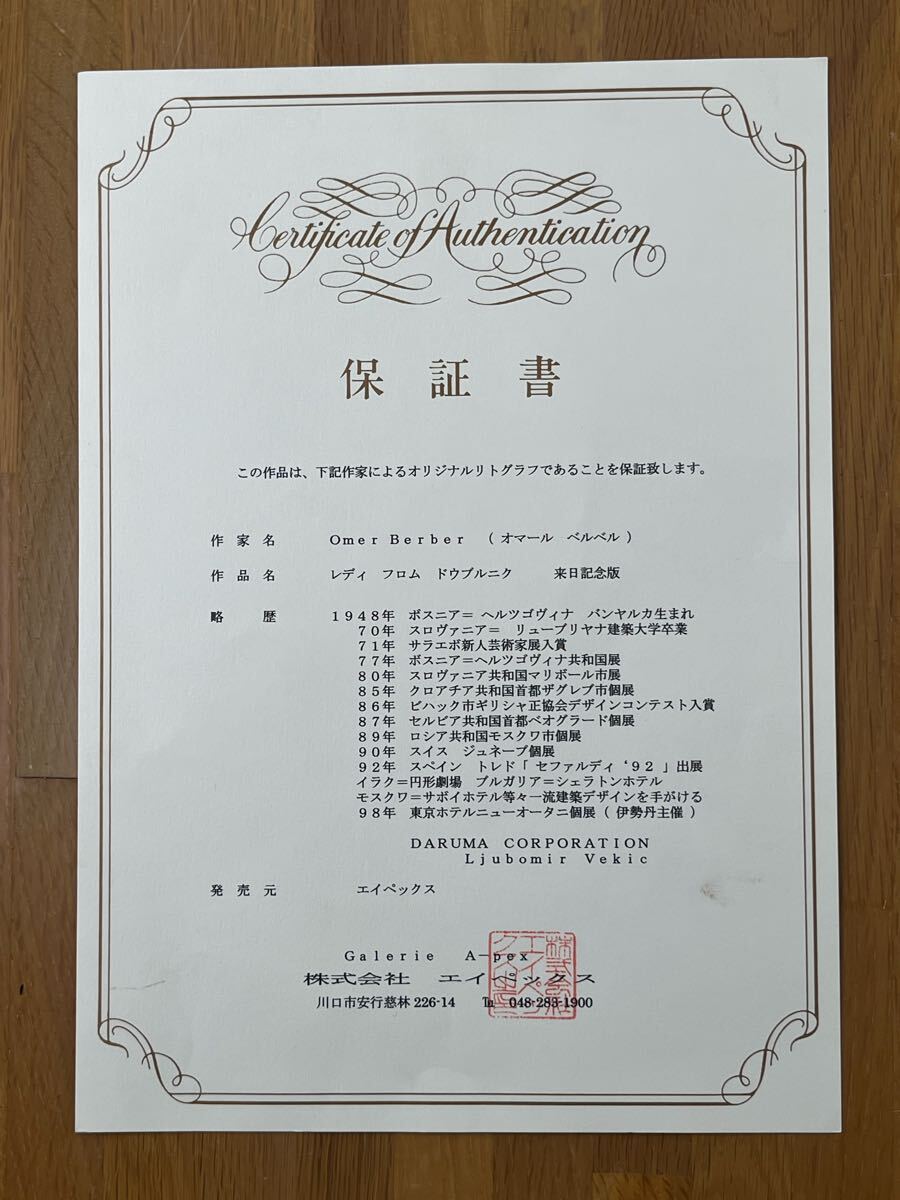 Certificate of Authentication
保証書
この作品は、下記作家によるオリジナルリトグラフであることを保証致します。
作家名 Omer Berber (オマール ベルベル)
作品名 レディ フロム ドウブルニク 来日記念版
略歴 1948年 ボスニア=ヘルツゴヴィナ バンヤルカ生まれ
70年 スロヴァニア= リューブリヤナ建築大学卒業
71年 サラエボ新人芸術家展入賞
77年 ボスニア=ヘルツゴヴィナ共和国展
80年 スロヴァニア共和国マリボール市展
85年 クロアチア共和国首都ザグレブ市個展
86年 ビハック市ギリシャ正協会デザインコンテスト入賞
87年 セルビア共和国首都ベオグラード個展
89年 ロシア共和国モスクワ市個展
90年 スイス ジュネーブ個展
92年 スペイン トレド「セファルディ '92」出展
イラク=円形劇場 ブルガリア=シェラトンホテル
モスクワ=サボイホテル等々一流建築デザインを手がける
98年 東京ホテルニューオータニ個展(伊勢丹主催)
DARUMA CORPORATION
Ljubomir Vekic
発売元 エイペックス
Galerie A-pex
株式会社 エイペックス
川口市安行慈林226-14 ℡ 048-283-1900
株式会社エイペックス